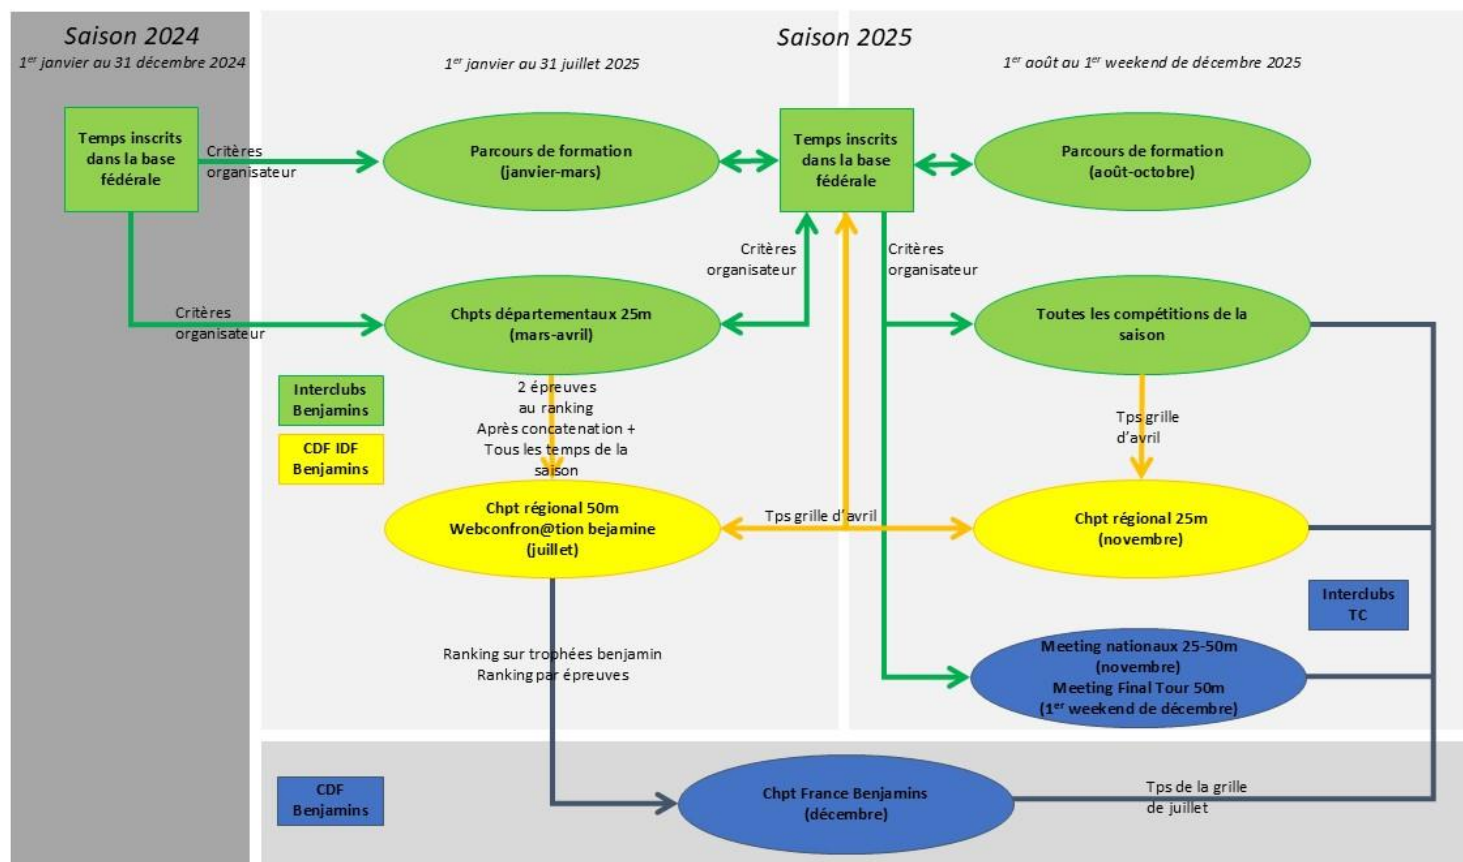 Saison 2024
1er janvier au 31 décembre 2024
Saison 2025
1er janvier au 31 juillet 2025
1er août au 1er weekend de décembre 2025
Temps inscrits
dans la base
fédérale
Critères
organisateur
Parcours de formation
(janvier-mars)
Temps inscrits
dans la base
fédérale
Parcours de formation
(août-octobre)
Critères
organisateur
Critères
organisateur
Critères
organisateur
Chpts départementaux 25m
(mars-avril)
Toutes les compétitions de la
saison
Interclubs
Benjamins
CDF IDF
Benjamins
2 épreuves
au ranking
Après concatenation +
Tous les temps de la
saison
Tps grille
d’avril
Chpt régional 50m
Webconfron@tion bejamine
(juillet)
Tps grille d’avril
Chpt régional 25m
(novembre)
Interclubs
TC
Ranking sur trophées benjamin
Ranking par épreuves
Meeting nationaux 25-50m
(novembre)
Meeting Final Tour 50m
(1er weekend de décembre)
CDF
Benjamins
Chpt France Benjamins
(décembre)
Tps de la grille
de juillet